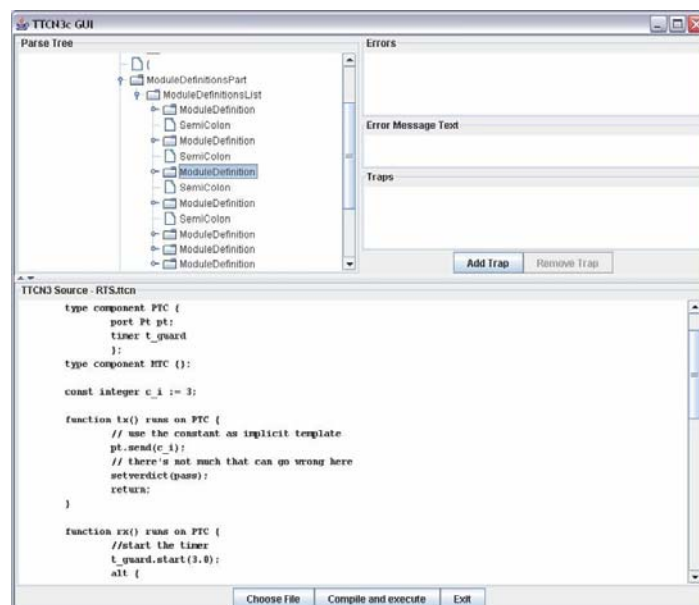 TTCN3c GUI
Parse Tree
{
ModuleDefinitionsPart
ModuleDefinitionsList
ModuleDefinition
SemiColon
ModuleDefinition
SemiColon
ModuleDefinition
SemiColon
ModuleDefinition
SemiColon
ModuleDefinition
ModuleDefinition
ModuleDefinition
Errors
Error Message Text
Traps
Add Trap Remove Trap
TTCN3 Source - RTS.ttcn
type component PTC {
port Pt pt;
timer t_guard
};
type component MTC {};
const integer c_i := 3;
function tx() runs on PTC {
// use the constant as implicit template
pt.send(c_i);
// there's not much that can go wrong here
setverdict(pass);
return;
}
function rx() runs on PTC {
//start the timer
t_guard.start(3.0);
alt {
Choose File Compile and execute Exit